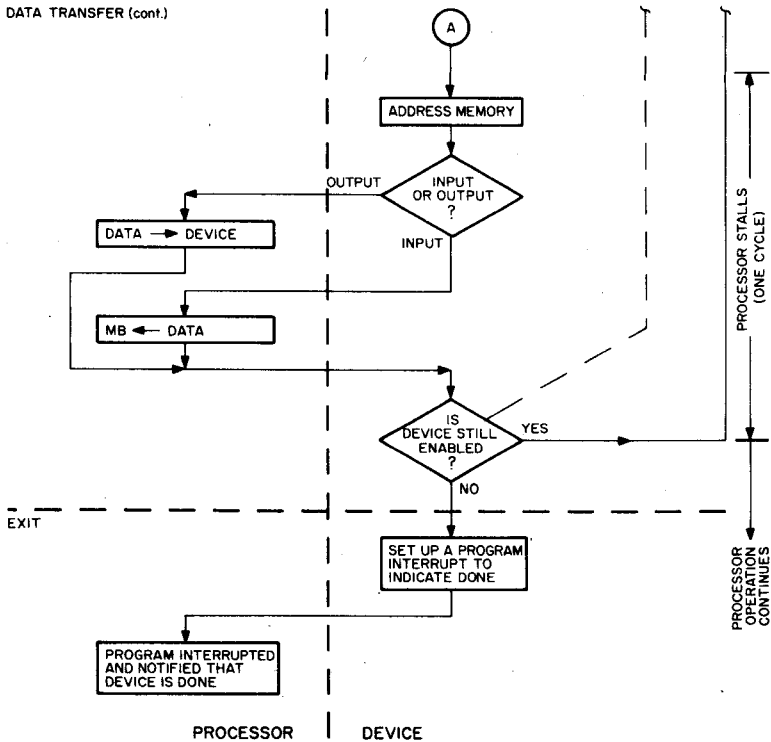 DATA TRANSFER (cont.)
A
ADDRESS MEMORY
INPUT
OR OUTPUT
?
OUTPUT
INPUT
DATA → DEVICE
MB ← DATA
IS
DEVICE STILL
ENABLED
?
YES
NO
PROCESSOR STALLS
(ONE CYCLE)
EXIT
SET UP A PROGRAM
INTERRUPT TO
INDICATE DONE
PROCESSOR
OPERATION
CONTINUES
PROGRAM INTERRUPTED
AND NOTIFIED THAT
DEVICE IS DONE
PROCESSOR
DEVICE